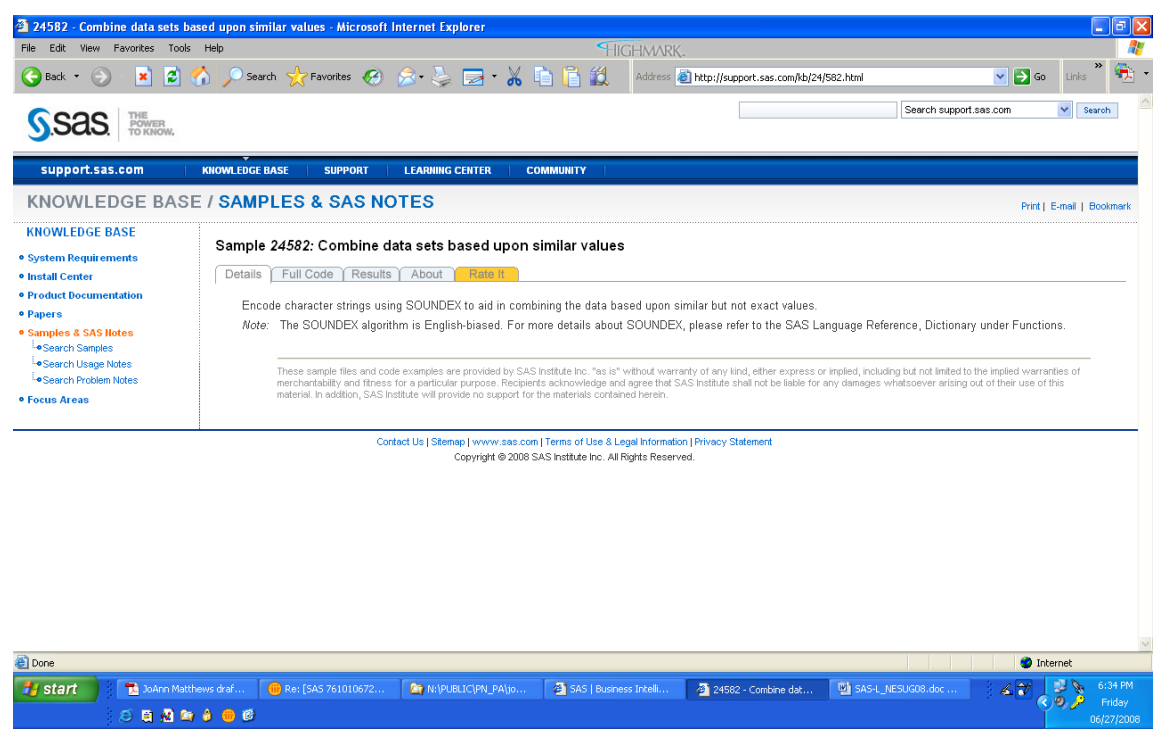 24582 - Combine data sets based upon similar values - Microsoft Internet Explorer
File Edit View Favorites Tools Help
HIGHMARK.
Back Search Favorites Address http://support.sas.com/kb/24/582.html Go Links »
sas. THE POWER TO KNOW.
Search support.sas.com Search
support.sas.com KNOWLEDGE BASE SUPPORT LEARNING CENTER COMMUNITY
KNOWLEDGE BASE / SAMPLES & SAS NOTES
Print | E-mail | Bookmark
KNOWLEDGE BASE
System Requirements
Install Center
Product Documentation
Papers
Samples & SAS Notes
Search Samples
Search Usage Notes
Search Problem Notes
Focus Areas
Sample 24582: Combine data sets based upon similar values
Details Full Code Results About Rate It
Encode character strings using SOUNDEX to aid in combining the data based upon similar but not exact values.
Note: The SOUNDEX algorithm is English-biased. For more details about SOUNDEX, please refer to the SAS Language Reference, Dictionary under Functions.
These sample files and code examples are provided by SAS Institute Inc. "as is" without warranty of any kind, either express or implied, including but not limited to the implied warranties of
merchantability and fitness for a particular purpose. Recipients acknowledge and agree that SAS Institute shall not be liable for any damages whatsoever arising out of their use of this
material. In addition, SAS Institute will provide no support for the materials contained herein.
Contact Us | Sitemap | www.sas.com | Terms of Use & Legal Information | Privacy Statement
Copyright © 2008 SAS Institute Inc. All Rights Reserved.
Done Internet
start JoAnn Matthews draf... Re: [SAS 761010672... N:\PUBLIC\PN_PA\jo... SAS | Business Intelli... 24582 - Combine dat... SAS-L_NESUG08.doc ... 6:34 PM
Friday
06/27/2008